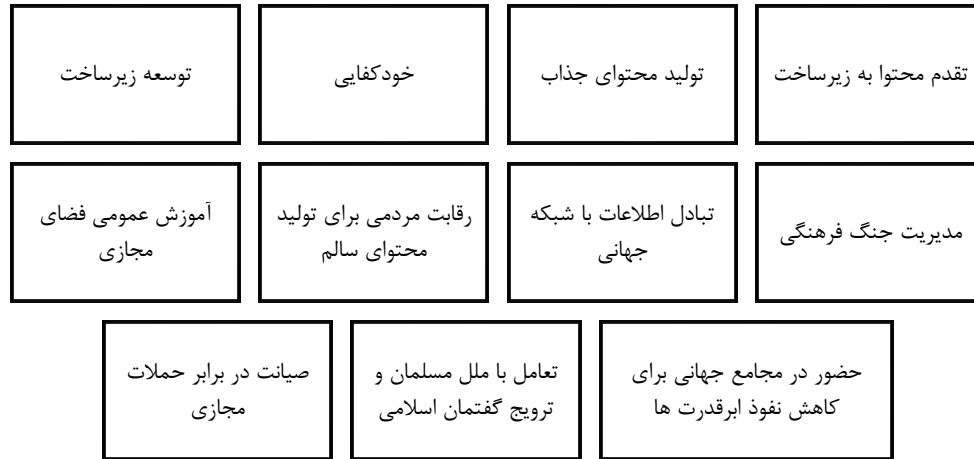 تقدم محتوا به زیرساخت
تولید محتوای جذاب
خودکفایی
توسعه زیرساخت
مدیریت جنگ فرهنگی
تبادل اطلاعات با شبکه
جهانی
رقابت مردمی برای تولید
محتوای سالم
آموزش عمومی فضای
مجازی
حضور در مجامع جهانی برای
کاهش نفوذ ابرقدرت ها
تعامل با ملل مسلمان و
ترویج گفتمان اسلامی
صیانت در برابر حملات
مجازی